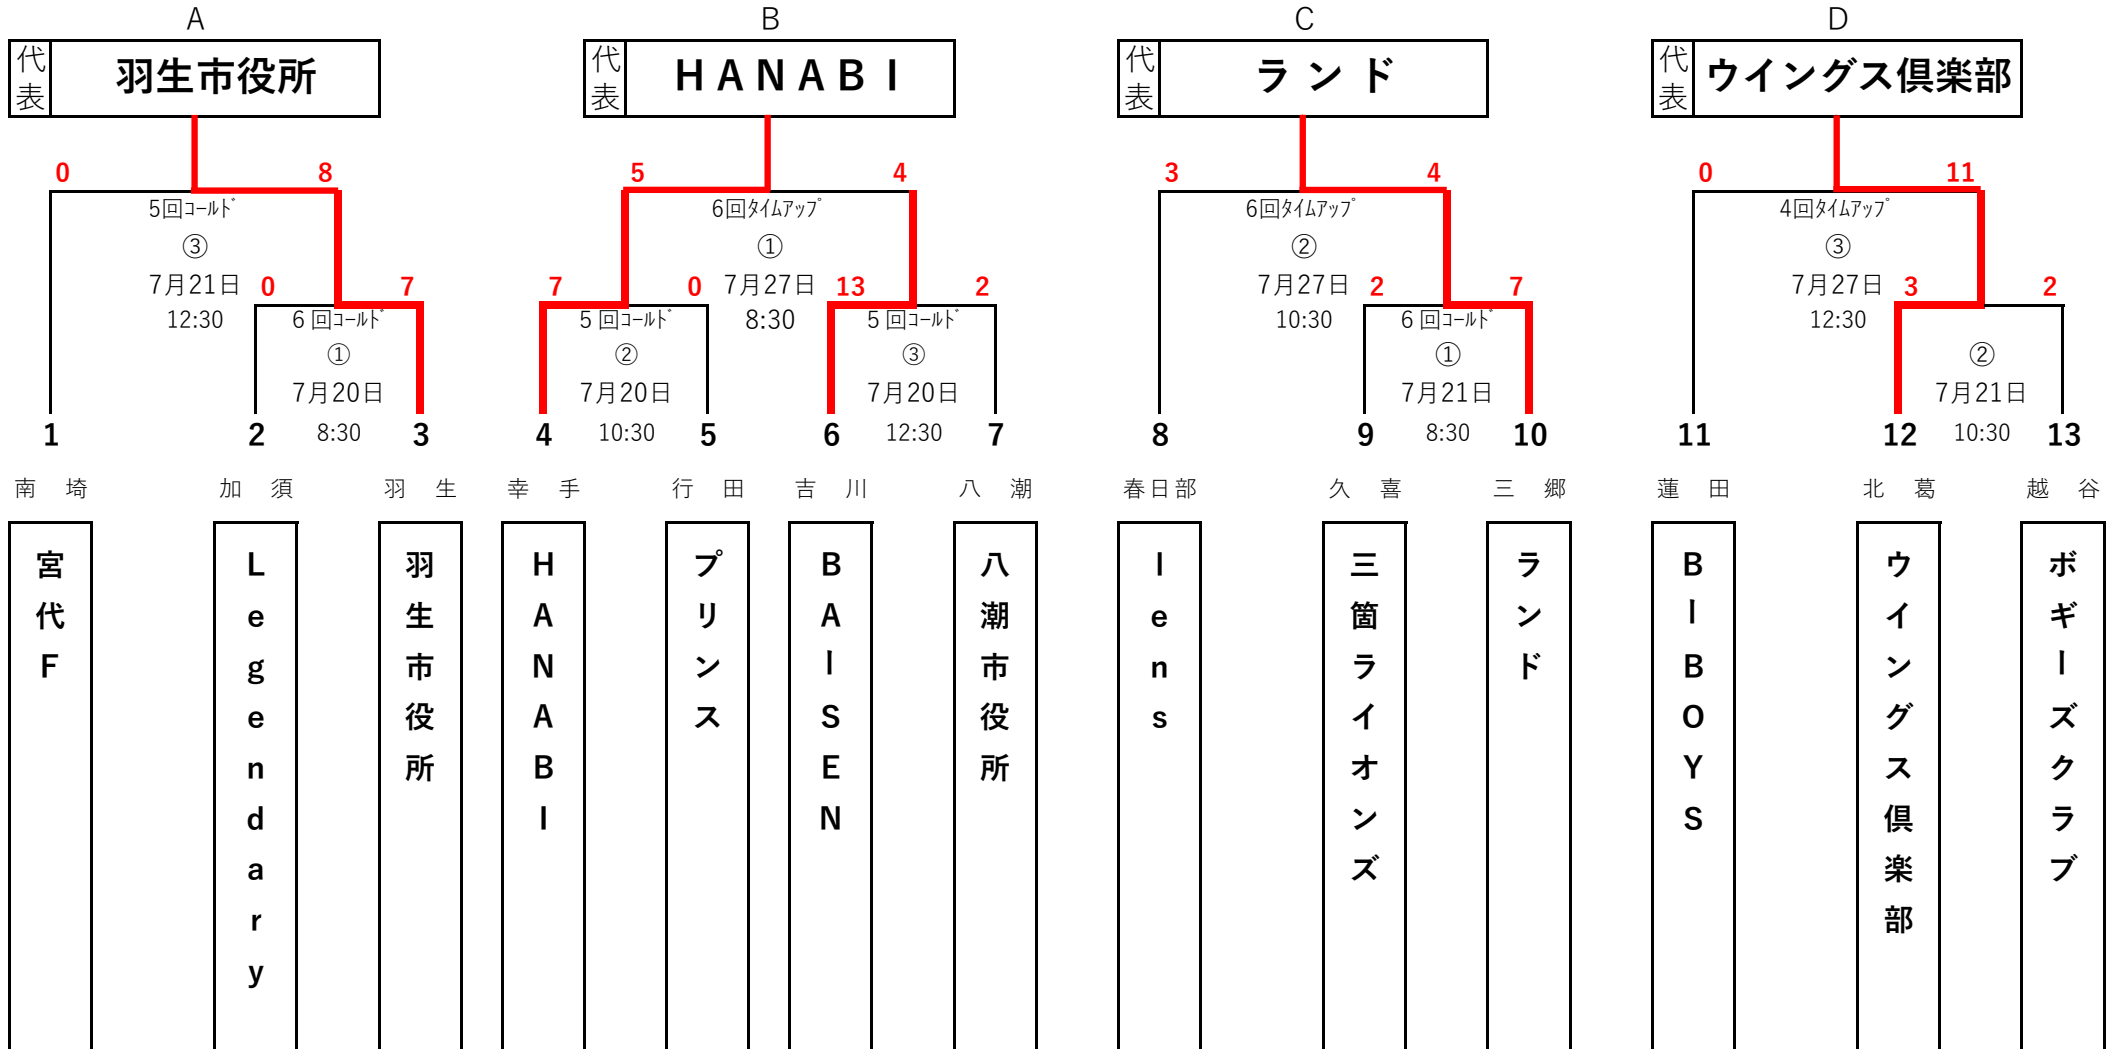 A B C D
代表 羽生市役所 代表 HANABI 代表 ランド 代表 ウイングス倶楽部
0 8 5 4 3 4 0 11
5回ｺｰﾙﾄﾞ 6回ﾀｲﾑｱｯﾌﾟ 6回ﾀｲﾑｱｯﾌﾟ 4回ﾀｲﾑｱｯﾌﾟ
③ ① ② ③
7月21日 0 7 7 0 7月27日 13 2 7月27日 2 7 7月27日 3 2
12:30 6回ｺｰﾙﾄﾞ 5回ｺｰﾙﾄﾞ 8:30 5回ｺｰﾙﾄﾞ 10:30 6回ｺｰﾙﾄﾞ 12:30
① ② ③ ① ②
7月20日 7月20日 7月20日 7月21日 7月21日
1 2 8:30 3 4 10:30 5 6 12:30 7 8 9 8:30 10 11 12 10:30 13
南埼 加須 羽生 幸手 行田 吉川 八潮 春日部 久喜 三郷 蓮田 北葛 越谷
宮代F
Legendary
羽生市役所
HANABI
プリンス
BAISEN
八潮市役所
lens
三箇ライオンズ
ランド
BIBOYS
ウイングス倶楽部
ボギーズクラブ